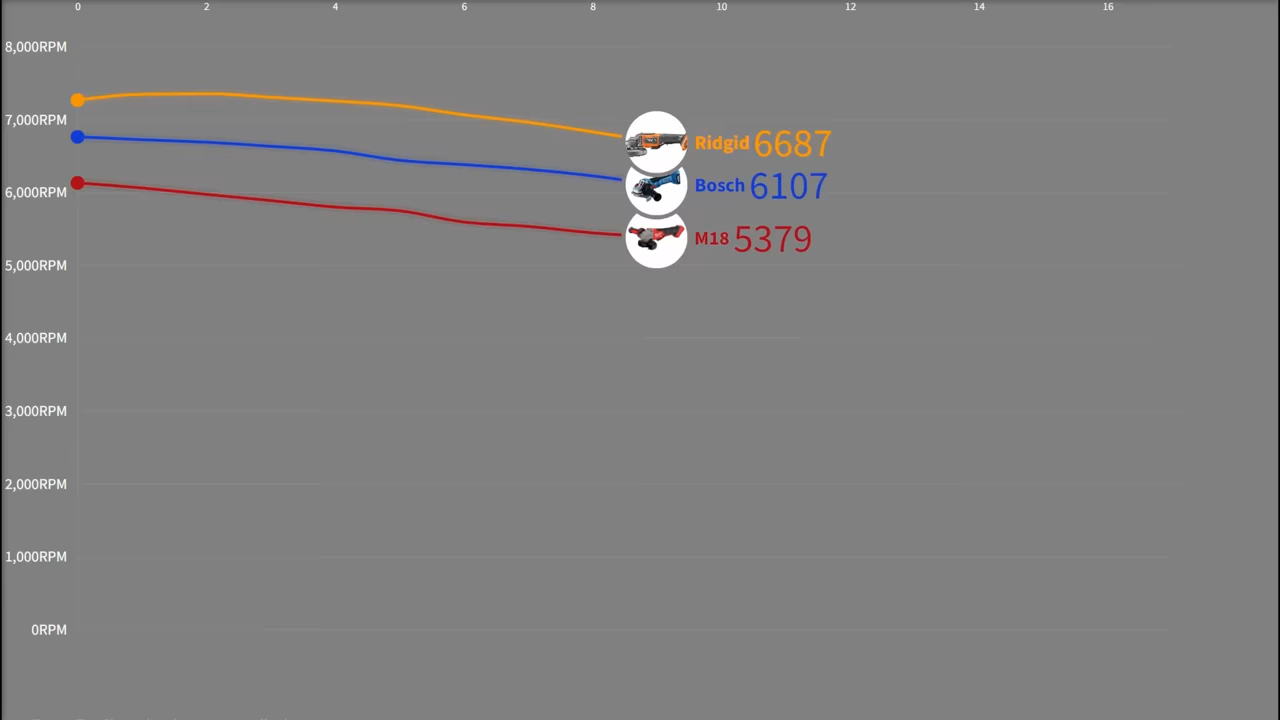 0 2 4 6 8 10 12 14 16
8,000RPM
7,000RPM
Ridgid 6687
Bosch 6107
6,000RPM
M18 5379
5,000RPM
4,000RPM
3,000RPM
2,000RPM
1,000RPM
0RPM